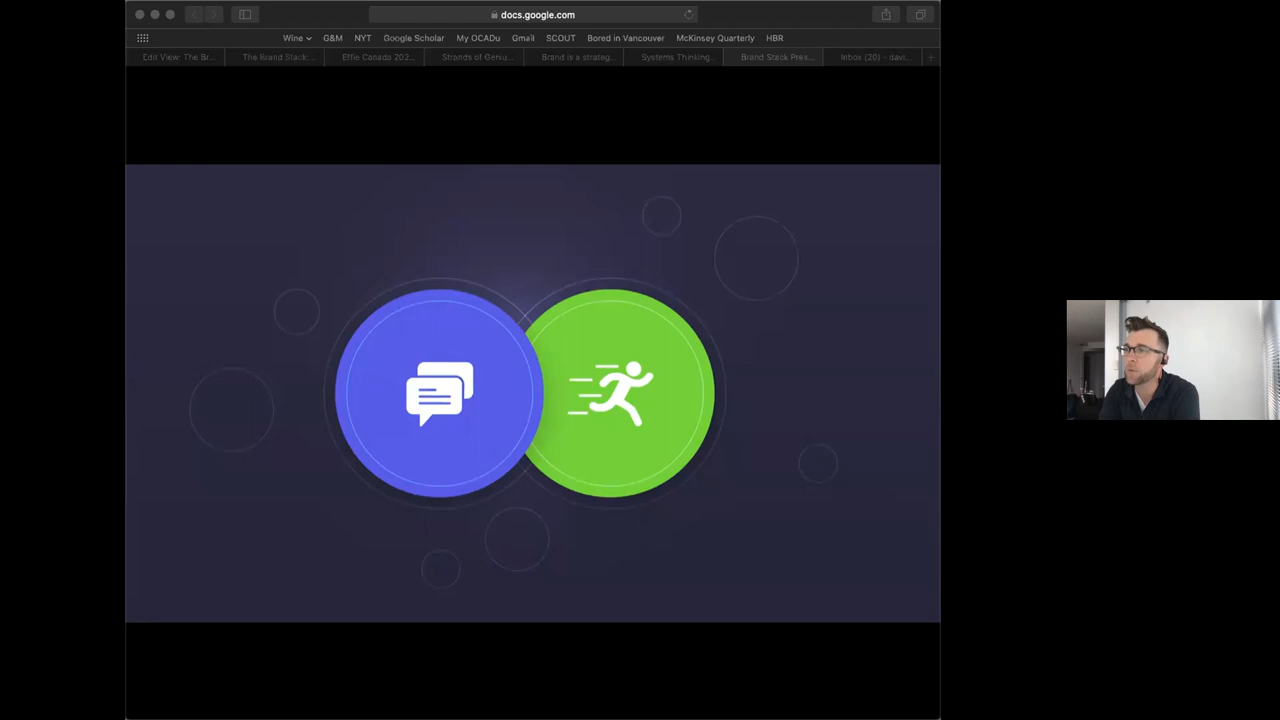 docs.google.com
Wine G&M NYT Google Scholar My OCADu Gmail SCOUT Bored in Vancouver McKinsey Quarterly HBR
Edit View: The Br... The Brand Stack:... Effie Canada 202... Strands of Geniu... Brand is a strateg... Systems Thinking... Brand Stack Pres... Inbox (20) – davi...